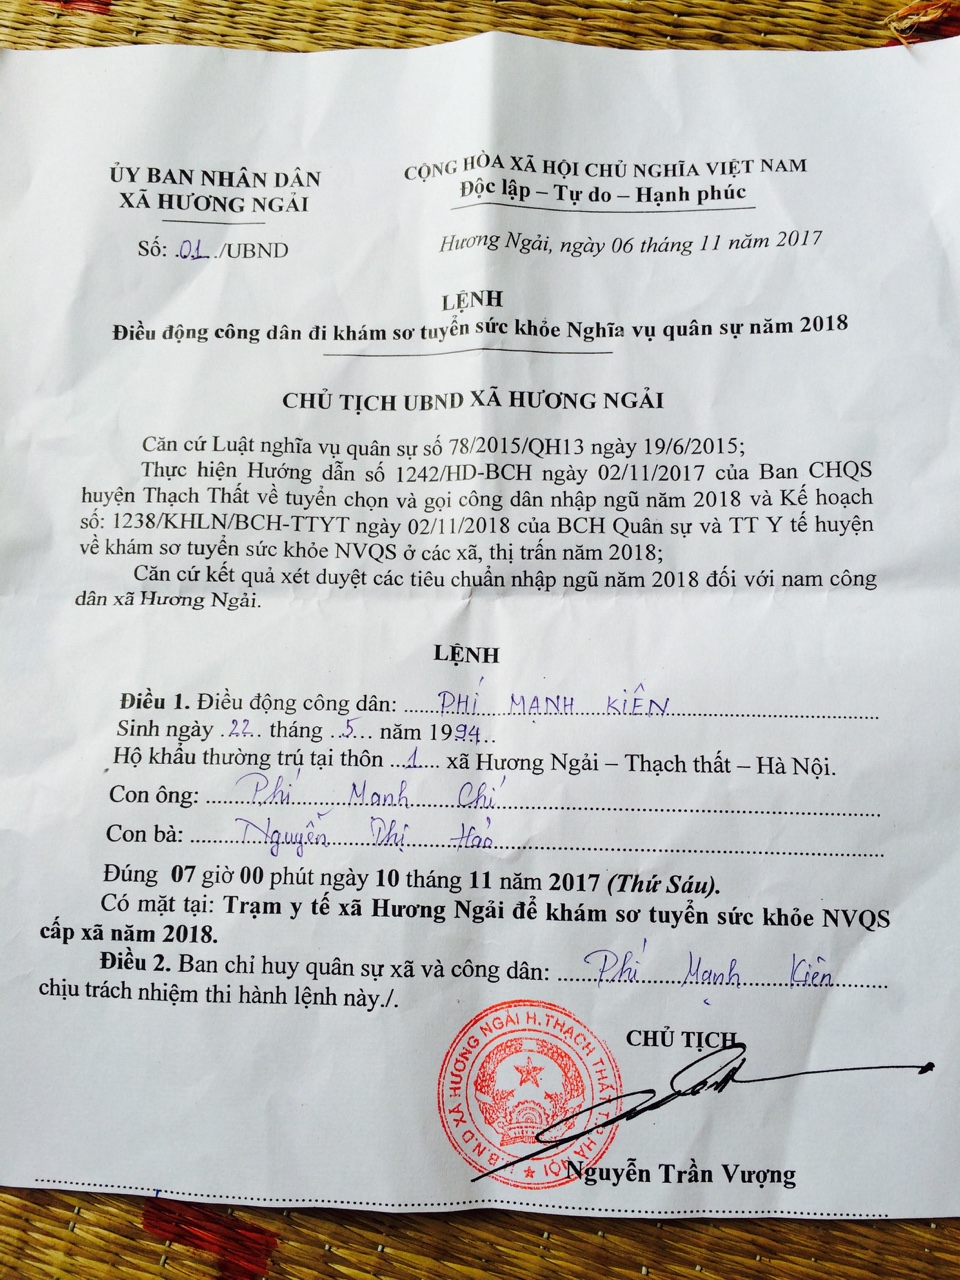 ỦY BAN NHÂN DÂN
XÃ HƯƠNG NGẢI
Số: 01 /UBND
CỘNG HÒA XÃ HỘI CHỦ NGHĨA VIỆT NAM
Độc lập – Tự do – Hạnh phúc
Hương Ngải, ngày 06 tháng 11 năm 2017
LỆNH
Điều động công dân đi khám sơ tuyển sức khỏe Nghĩa vụ quân sự năm 2018
CHỦ TỊCH UBND XÃ HƯƠNG NGẢI
Căn cứ Luật nghĩa vụ quân sự số 78/2015/QH13 ngày 19/6/2015;
Thực hiện Hướng dẫn số 1242/HD-BCH ngày 02/11/2017 của Ban CHQS
huyện Thạch Thất về tuyển chọn và gọi công dân nhập ngũ năm 2018 và Kế hoạch
số: 1238/KHLN/BCH-TTYT ngày 02/11/2018 của BCH Quân sự và TT Y tế huyện
về khám sơ tuyển sức khỏe NVQS ở các xã, thị trấn năm 2018;
Căn cứ kết quả xét duyệt các tiêu chuẩn nhập ngũ năm 2018 đối với nam công
dân xã Hương Ngải.
LỆNH
Điều 1. Điều động công dân: PHÍ MẠNH KIÊN
Sinh ngày 22 tháng 5 năm 1994
Hộ khẩu thường trú tại thôn 1 xã Hương Ngải – Thạch thất – Hà Nội.
Con ông: Phí Mạnh Chí
Con bà: Nguyễn Thị Hảo
Đúng 07 giờ 00 phút ngày 10 tháng 11 năm 2017 (Thứ Sáu).
Có mặt tại: Trạm y tế xã Hương Ngải để khám sơ tuyển sức khỏe NVQS
cấp xã năm 2018.
Điều 2. Ban chỉ huy quân sự xã và công dân: Phí Mạnh Kiên
chịu trách nhiệm thi hành lệnh này./.
CHỦ TỊCH
U.B.N.D XÃ HƯƠNG NGẢI H.THẠCH THẤT T.P HÀ NỘI
Nguyễn Trần Vượng